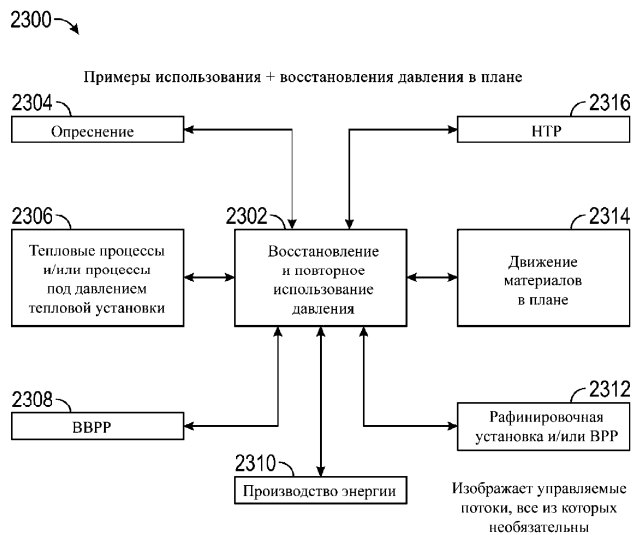 2300
Примеры использования + восстановления давления в плане
2304
Опреснение
2316
НТР
2306
Тепловые процессы
и/или процессы
под давлением
тепловой установки
2302
Восстановление
и повторное
использование
давления
2314
Движение
материалов
в плане
2308
ВВРР
2310
Производство энергии
2312
Рафинировочная
установка и/или ВРР
Изображает управляемые
потоки, все из которых
необязательны